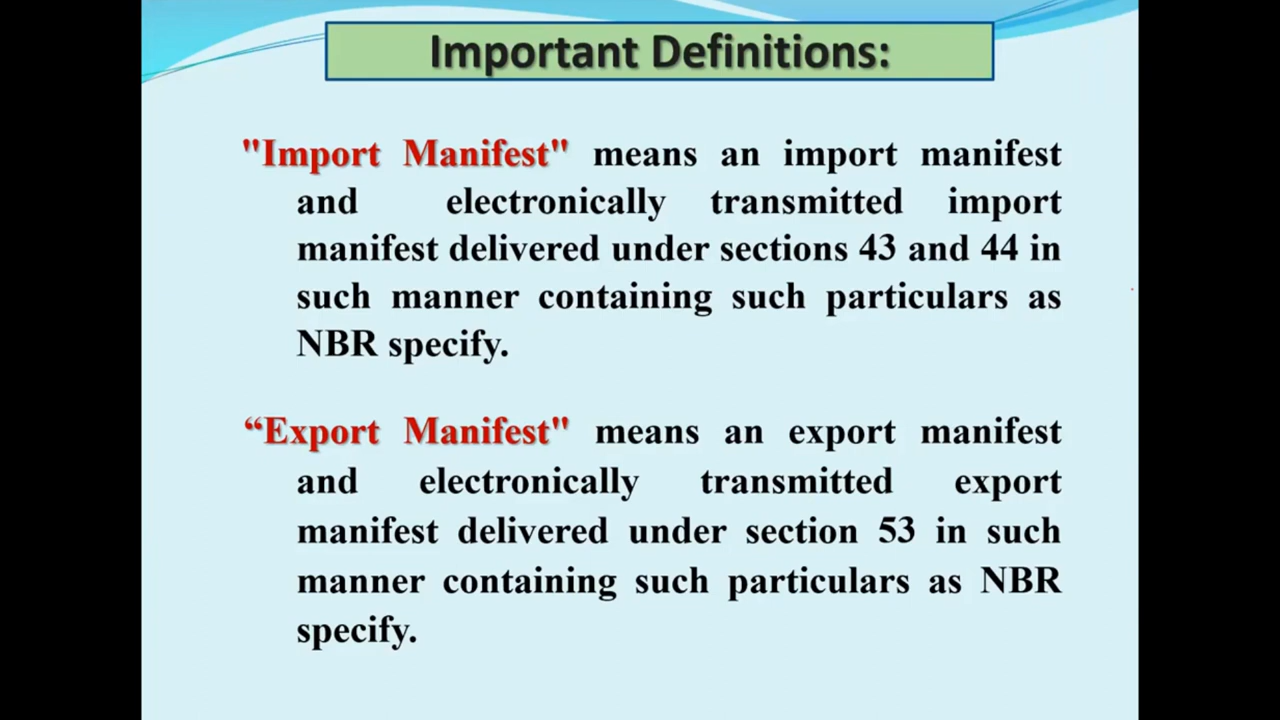 Important Definitions:
"Import Manifest" means an import manifest
and electronically transmitted import
manifest delivered under sections 43 and 44 in
such manner containing such particulars as
NBR specify.
“Export Manifest" means an export manifest
and electronically transmitted export
manifest delivered under section 53 in such
manner containing such particulars as NBR
specify.